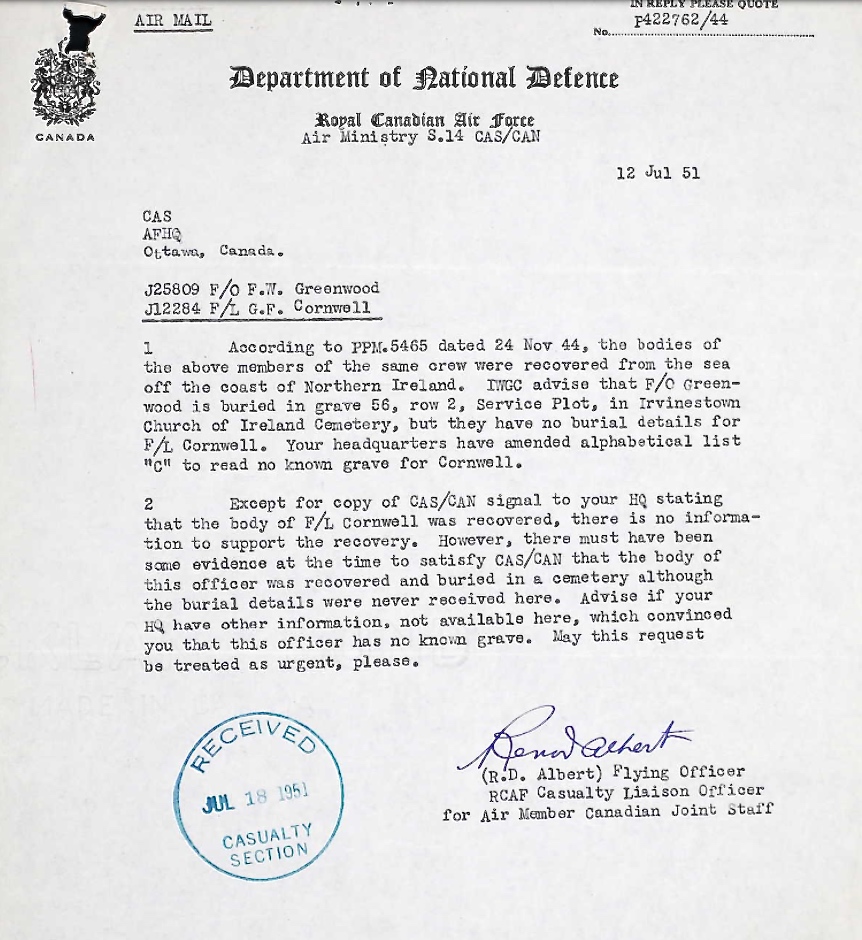 IN REPLY PLEASE QUOTE
AIR MAIL
P422762/44
No.
CANADA
Department of National Defence
Royal Canadian Air Force
Air Ministry S.14 CAS/CAN
12 Jul 51
CAS
AFHQ
Ottawa, Canada.
J25809 F/O F.W. Greenwood
J12284 F/L G.F. Cornwell
1 According to PPM.5465 dated 24 Nov 44, the bodies of
the above members of the same crew were recovered from the sea
off the coast of Northern Ireland. IWGC advise that F/O Green-
wood is buried in grave 56, row 2, Service Plot, in Irvinestown
Church of Ireland Cemetery, but they have no burial details for
F/L Cornwell. Your headquarters have amended alphabetical list
"C" to read no known grave for Cornwell.
2 Except for copy of CAS/CAN signal to your HQ stating
that the body of F/L Cornwell was recovered, there is no informa-
tion to support the recovery. However, there must have been
some evidence at the time to satisfy CAS/CAN that the body of
this officer was recovered and buried in a cemetery although
the burial details were never received here. Advise if your
HQ have other information, not available here, which convinced
you that this officer has no known grave. May this request
be treated as urgent, please.
RECEIVED
JUL 18 1951
CASUALTY
SECTION
(R.D. Albert) Flying Officer
RCAF Casualty Liaison Officer
for Air Member Canadian Joint Staff